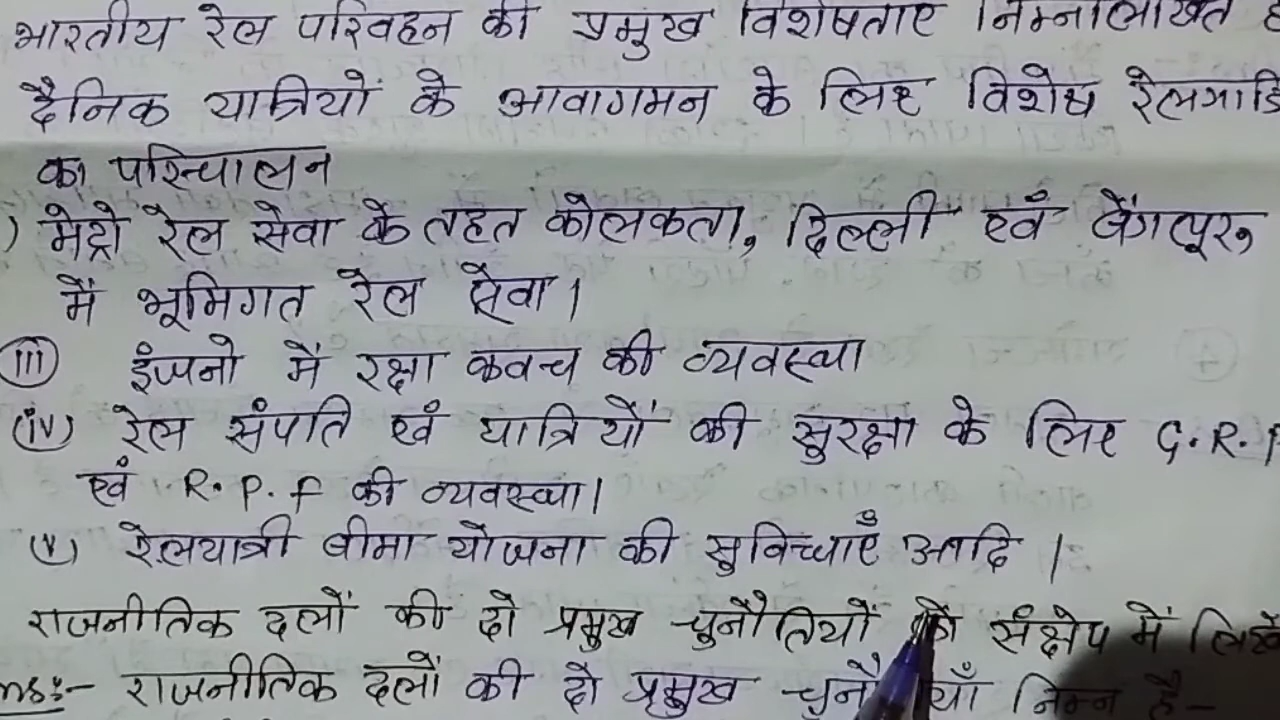 भारतीय रेल परिवहन की प्रमुख विशेषताए निम्नलिखित
दैनिक यात्रियों के आवागमन के लिए विशेष रेलगाडि
का परिचालन
) मेट्रो रेल सेवा के तहत कोलकता, दिल्ली एवं
में भूमिगत रेल सेवा।
(iii) इंजनो में रक्षा कवच की व्यवस्था
(iv) रेल संपति एवं यात्रियों की सुरक्षा के लिए G.R.P
एवं R.P.f की व्यवस्था।
(v) रेलयात्री बीमा योजना की सुविधाएँ आदि।
राजनीतिक दलों की दो प्रमुख चुनौतियों को संक्षेप में लिखें
ns:- राजनीतिक दलों की दो प्रमुख निम्न है-